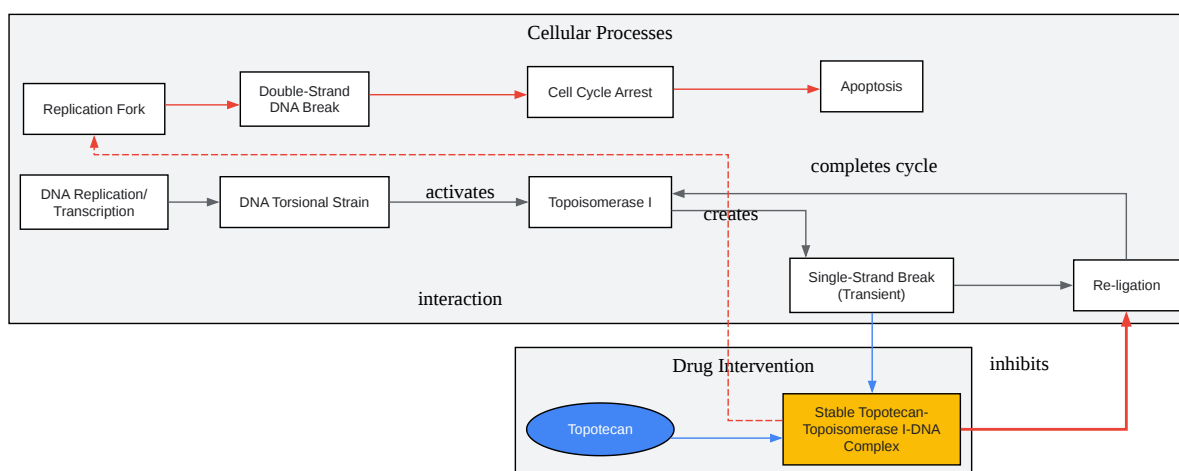 Cellular Processes
Replication Fork
Double-Strand
DNA Break
Cell Cycle Arrest
Apoptosis
completes cycle
DNA Replication/
Transcription
DNA Torsional Strain
activates
Topoisomerase I
creates
Single-Strand Break
(Transient)
Re-ligation
interaction
Drug Intervention
inhibits
Topotecan
Stable Topotecan-
Topoisomerase I-DNA
Complex